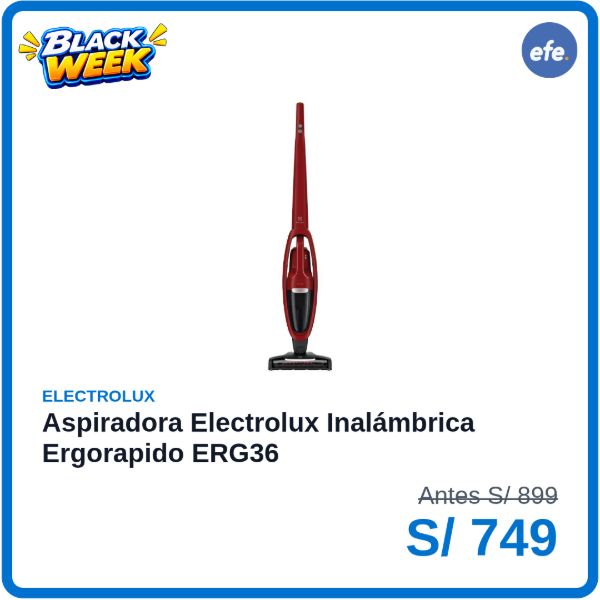 BLACK
WEEK
efe.
ELECTROLUX
Aspiradora Electrolux Inalámbrica
Ergorapido ERG36
Antes S/ 899
S/ 749